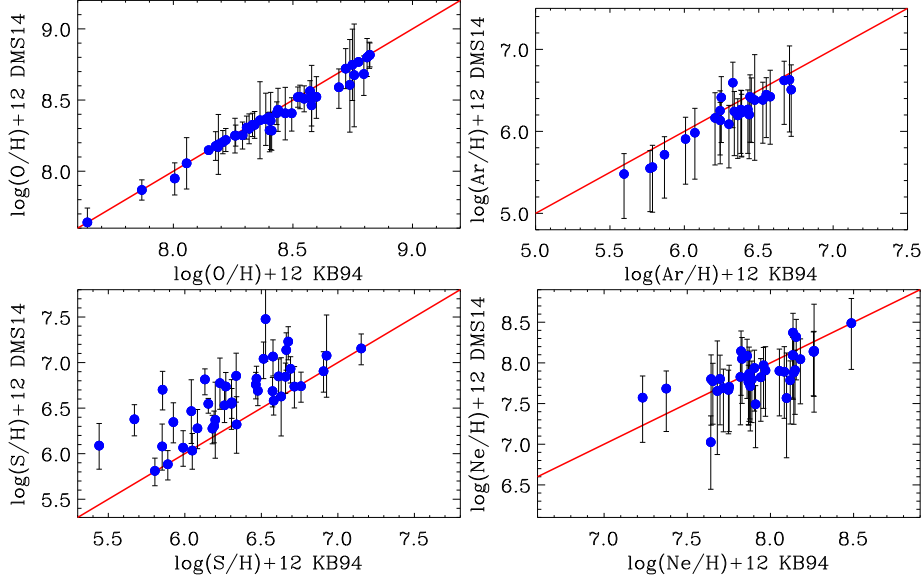 log(O/H)+12 DMS14
9.0
8.5
8.0
8.0 8.5 9.0
log(O/H)+12 KB94
log(Ar/H)+12 DMS14
7.0
6.0
5.0
5.0 5.5 6.0 6.5 7.0 7.5
log(Ar/H)+12 KB94
log(S/H)+12 DMS14
7.5
7.0
6.5
6.0
5.5
5.5 6.0 6.5 7.0 7.5
log(S/H)+12 KB94
log(Ne/H)+12 DMS14
8.5
8.0
7.5
7.0
6.5
7.0 7.5 8.0 8.5
log(Ne/H)+12 KB94